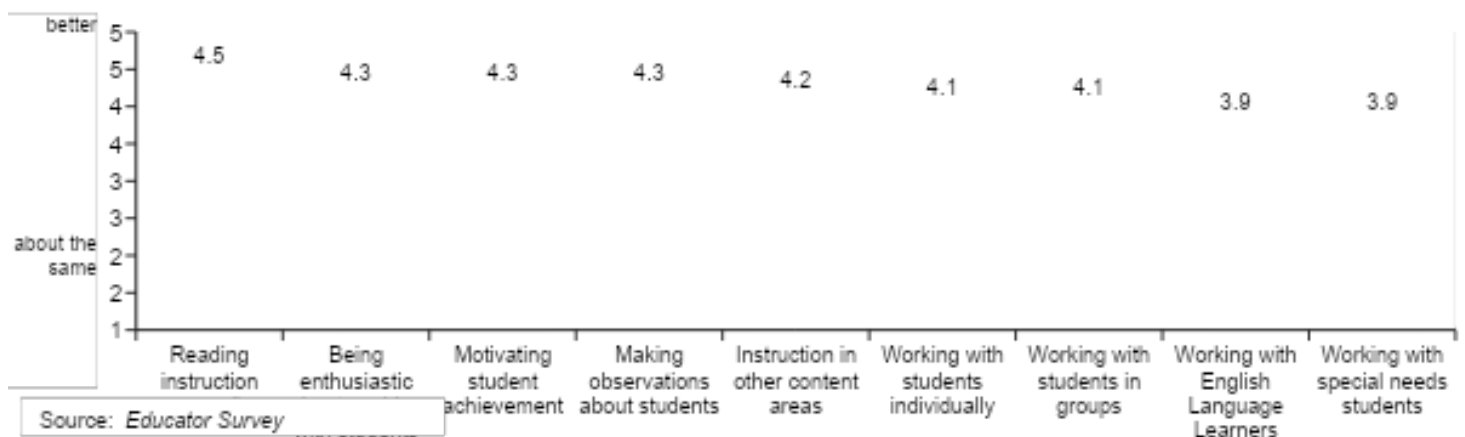 better
5
5
4
4
3
3
2
2
1
about the
same
4.5
4.3
4.3
4.3
4.2
4.1
4.1
3.9
3.9
Reading
instruction
Being
enthusiastic
Motivating
student
achievement
Making
observations
about students
Instruction in
other content
areas
Working with
students
individually
Working with
students in
groups
Working with
English
Language
Learners
Working with
special needs
students
Source: Educator Survey